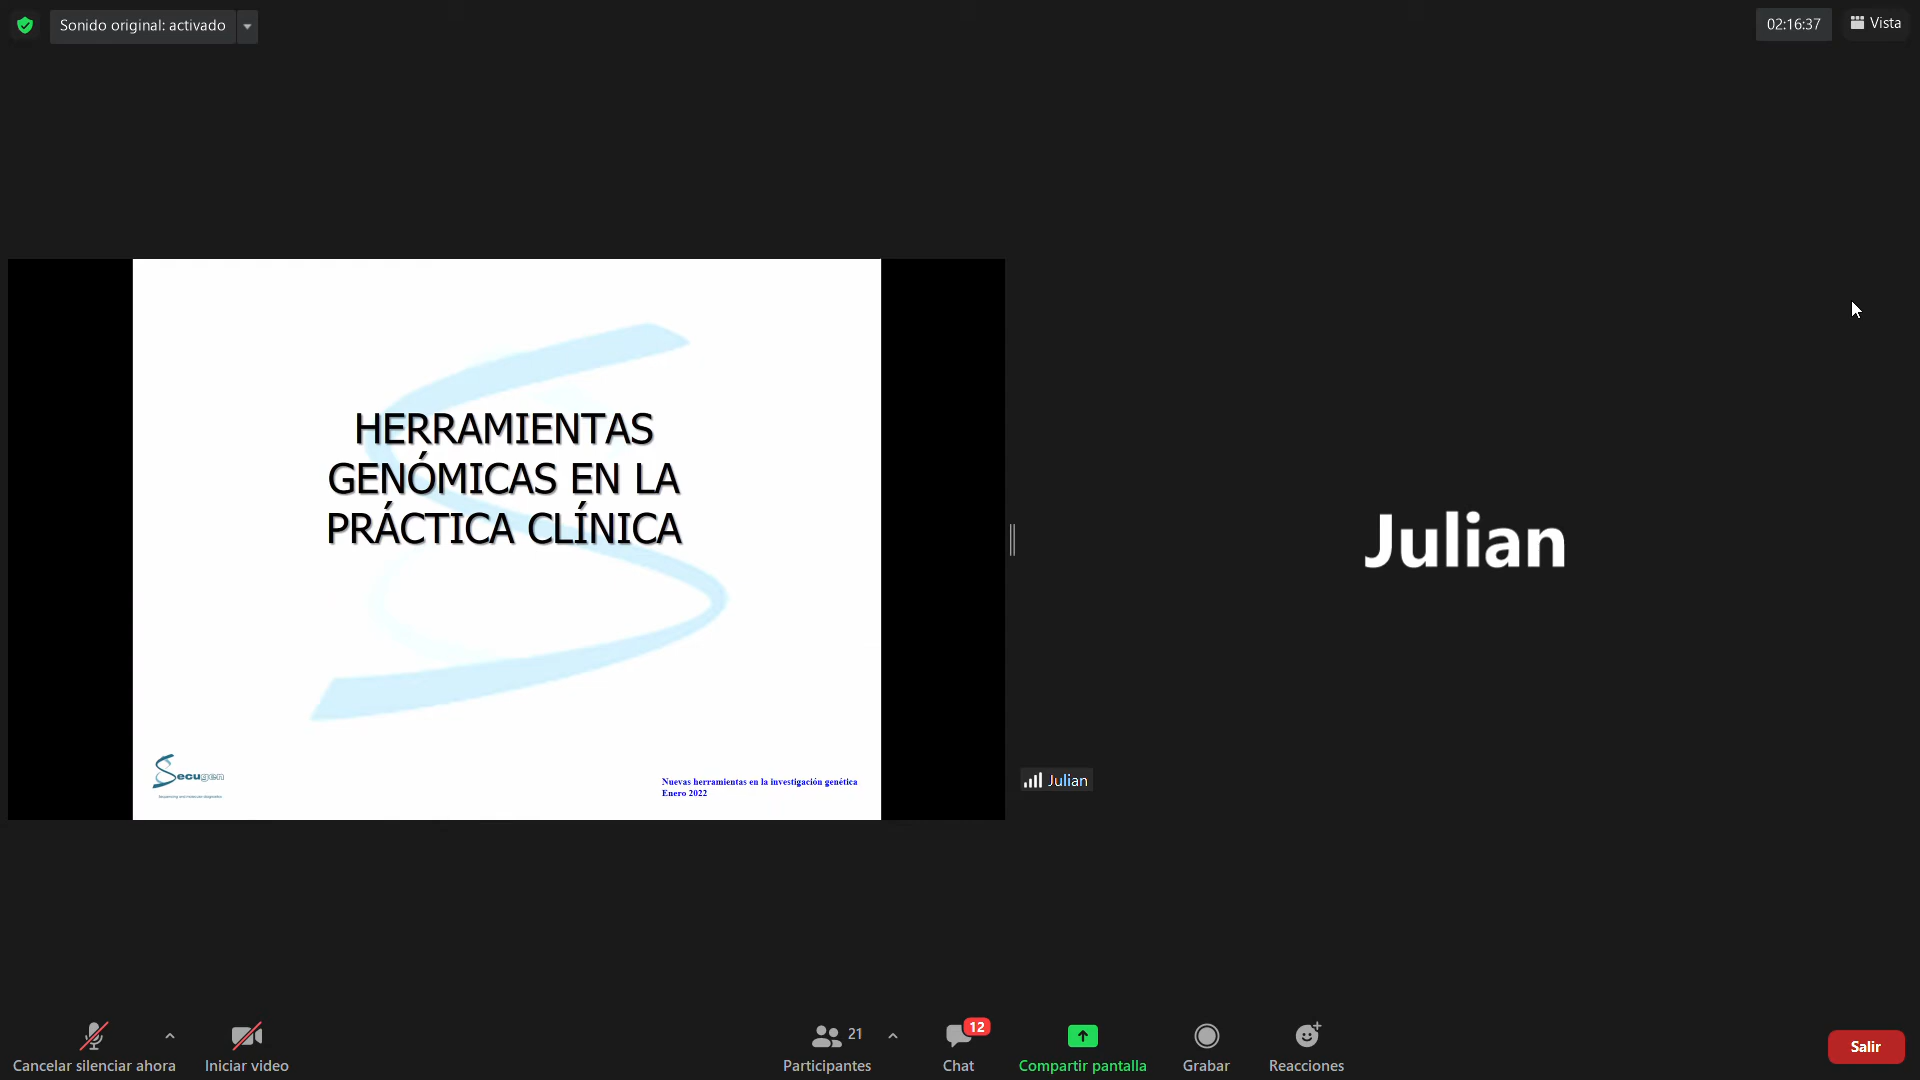 Sonido original: activado
02:16:37
Vista
HERRAMIENTAS
GENÓMICAS EN LA
PRÁCTICA CLÍNICA
Secugen
Nuevas herramientas en la investigación genética
Enero 2022
Julian
Julian
Cancelar silenciar ahora
Iniciar video
21
Participantes
12
Chat
Compartir pantalla
Grabar
Reacciones
Salir